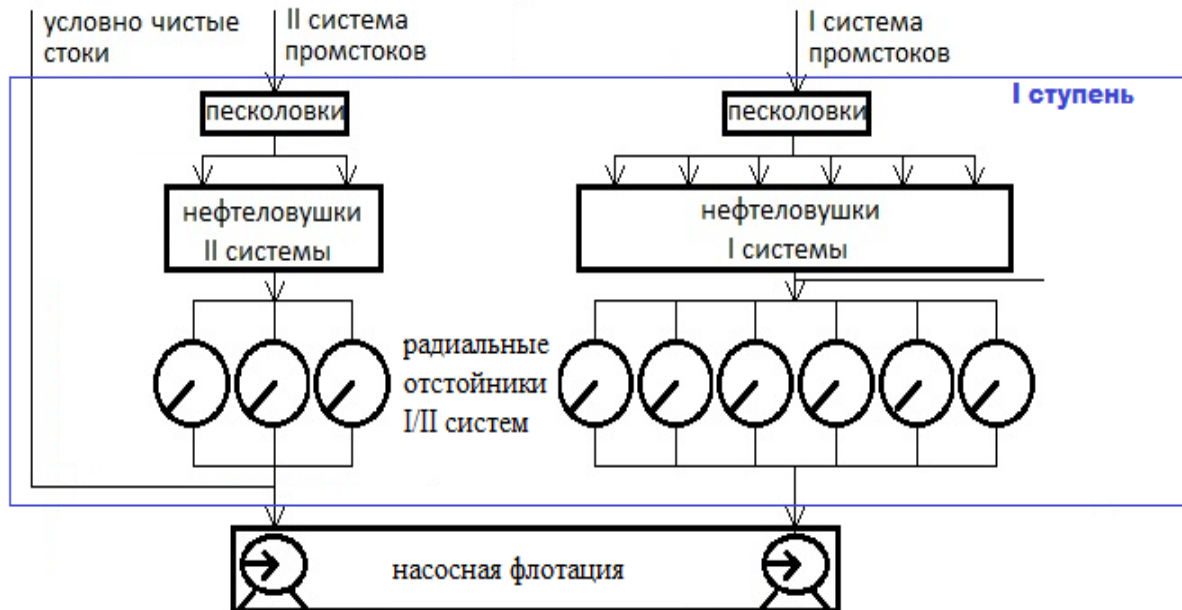 условно чистые
стоки
II система
промстоков
I система
промстоков
I ступень
песколовки
песколовки
нефтеловушки
II системы
нефтеловушки
I системы
радиальные
отстойники
I/II систем
насосная флотация